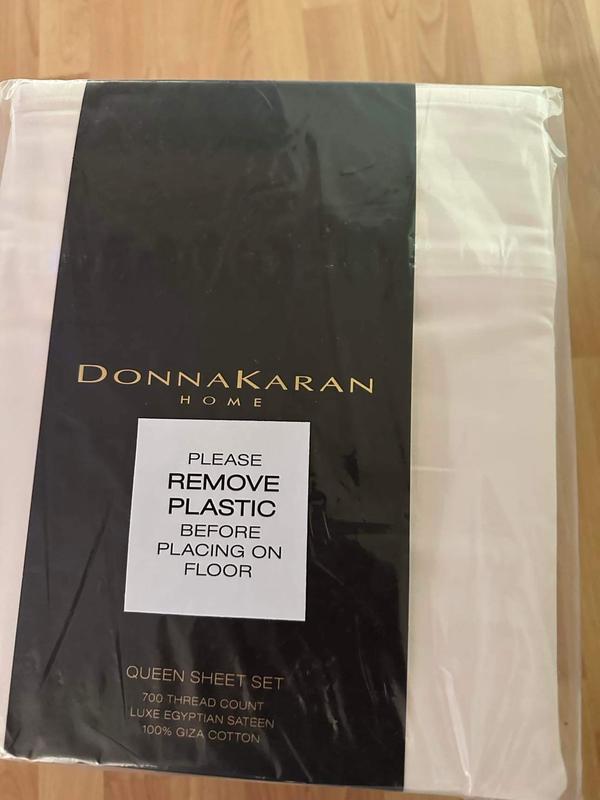 DONNAKARAN
HOME
PLEASE
REMOVE
PLASTIC
BEFORE
PLACING ON
FLOOR
QUEEN SHEET SET
700 THREAD COUNT
LUXE EGYPTIAN SATEEN
100% GIZA COTTON